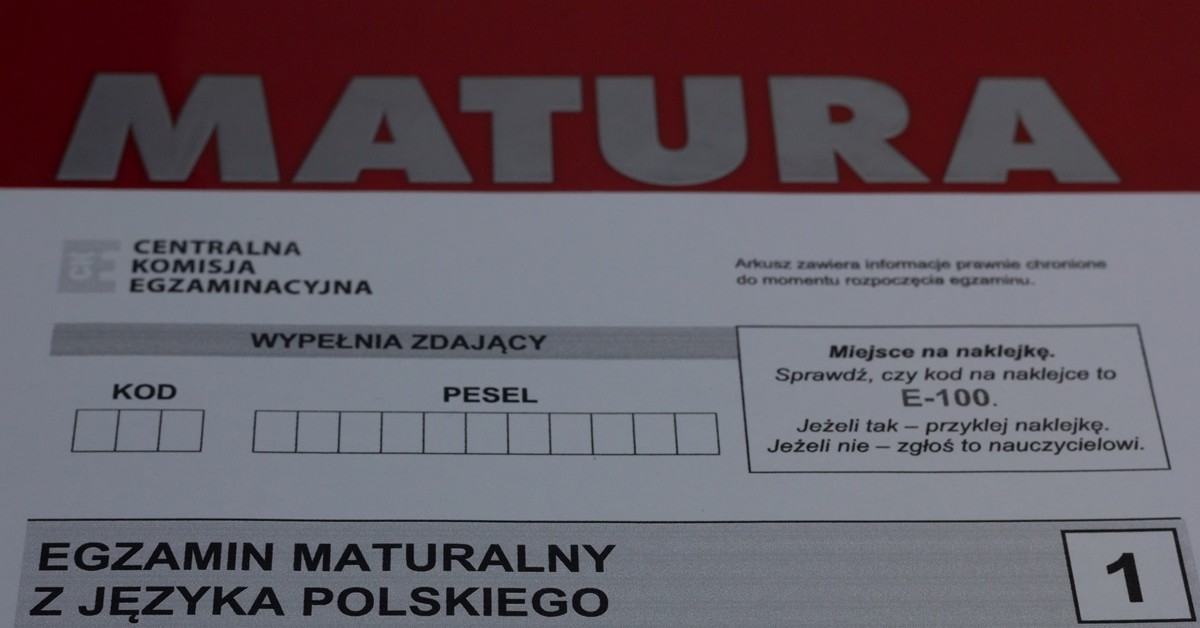 MATURA
CKE
CENTRALNA
KOMISJA
EGZAMINACYJNA
Arkusz zawiera informacje prawnie chronione
do momentu rozpoczęcia egzaminu.
WYPEŁNIA ZDAJĄCY
KOD
PESEL
Miejsce na naklejkę.
Sprawdź, czy kod na naklejce to
E-100.
Jeżeli tak – przyklej naklejkę.
Jeżeli nie – zgłoś to nauczycielowi.
EGZAMIN MATURALNY
Z JĘZYKA POLSKIEGO
1